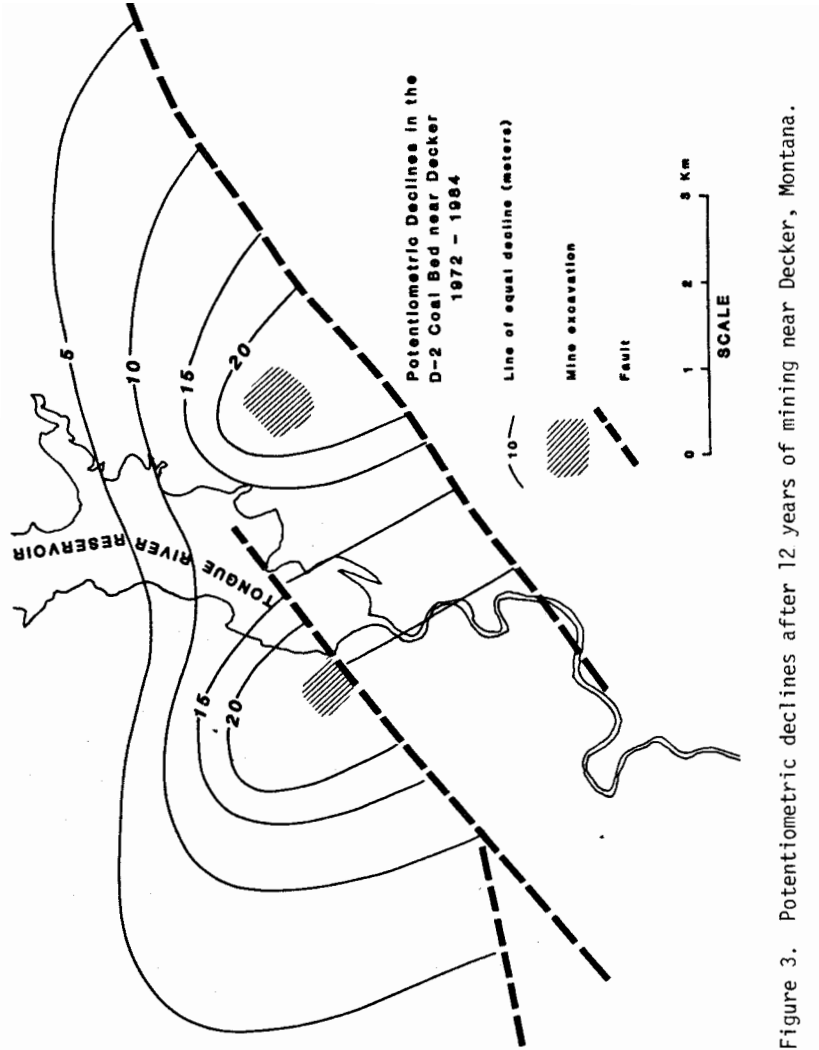 5
10
15
20
15
20
TONGUE RIVER RESERVOIR
Potentiometric Declines in the
D-2 Coal Bed near Decker
1972 - 1984
10
Line of equal decline (meters)
Mine excavation
Fault
0 1 2 3 Km
SCALE
Figure 3. Potentiometric declines after 12 years of mining near Decker, Montana.